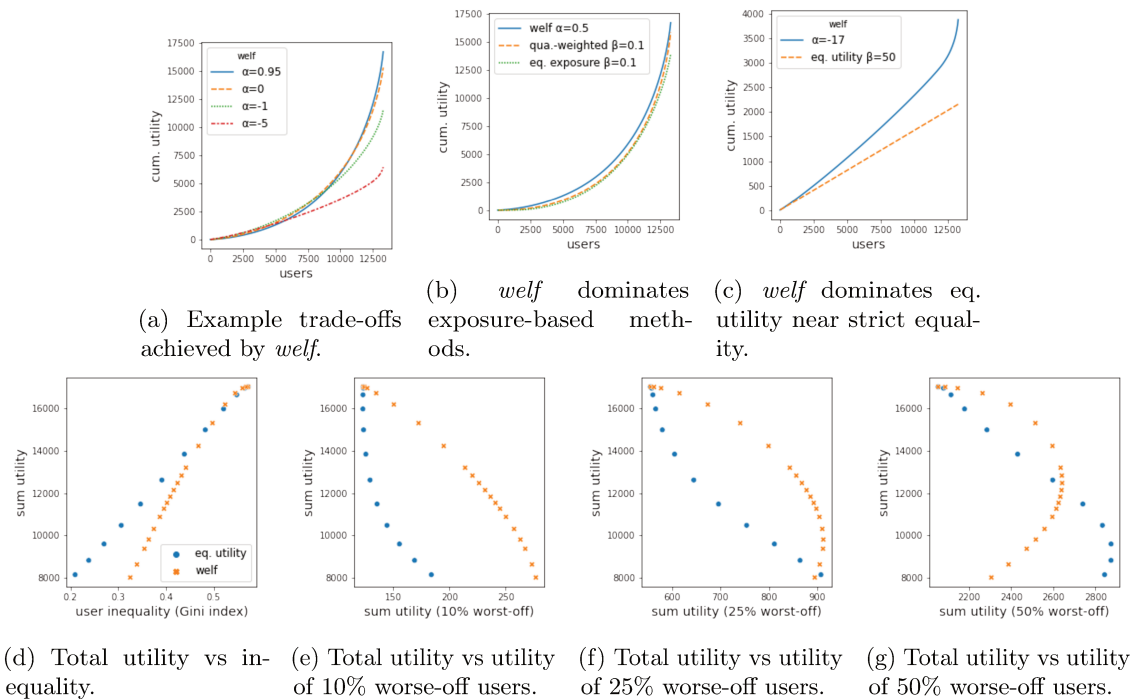 17500
15000
12500
10000
7500
5000
2500
0
cum. utility
welf
α=0.95
α=0
α=-1
α=-5
0 2500 5000 7500 10000 12500
users
(a) Example trade-offs
achieved by welf.
17500
15000
12500
10000
7500
5000
2500
0
cum. utility
welf α=0.5
qua.-weighted β=0.1
eq. exposure β=0.1
0 2500 5000 7500 10000 12500
users
(b) welf dominates
exposure-based meth-
ods.
4000
3500
3000
2500
2000
1500
1000
500
0
cum. utility
welf
α=-17
eq. utility β=50
0 2500 5000 7500 10000 12500
users
(c) welf dominates eq.
utility near strict equal-
ity.
16000
14000
12000
10000
8000
sum utility
eq. utility
welf
0.2 0.3 0.4 0.5
user inequality (Gini index)
(d) Total utility vs in-
equality.
16000
14000
12000
10000
8000
sum utility
150 200 250
sum utility (10% worst-off)
(e) Total utility vs utility
of 10% worse-off users.
16000
14000
12000
10000
8000
sum utility
600 700 800 900
sum utility (25% worst-off)
(f) Total utility vs utility
of 25% worse-off users.
16000
14000
12000
10000
8000
sum utility
2200 2400 2600 2800
sum utility (50% worst-off)
(g) Total utility vs utility
of 50% worse-off users.